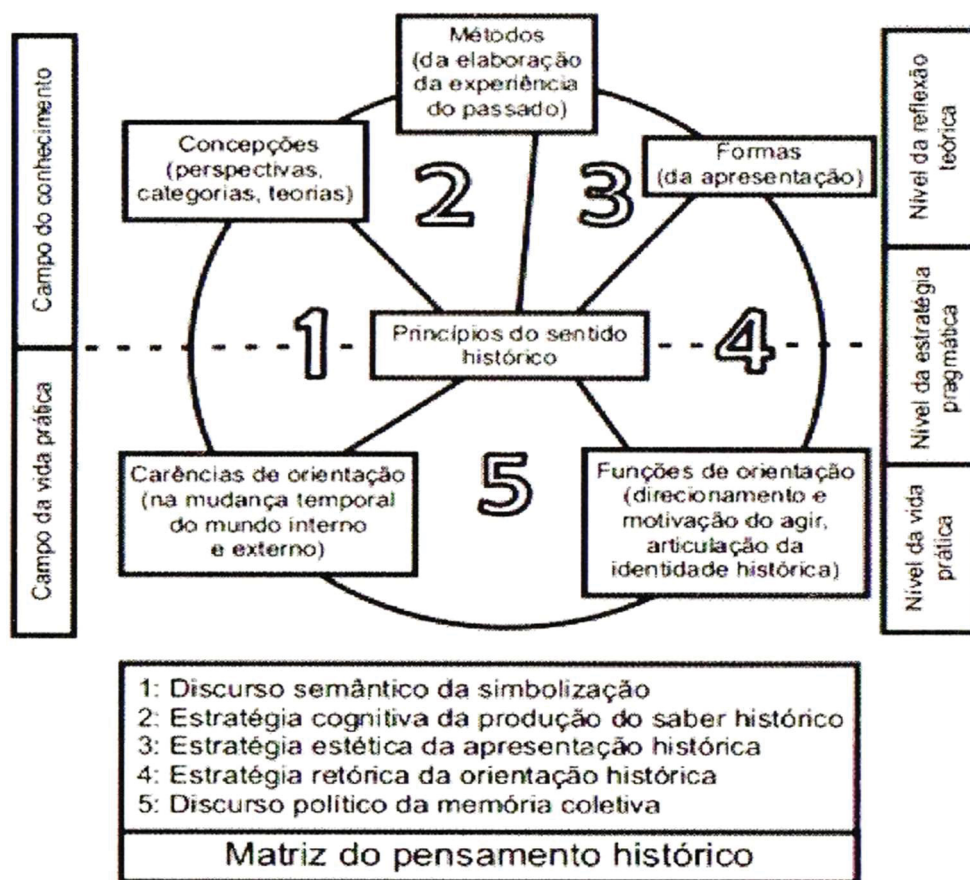 Métodos
(da elaboração
da experiência
do passado)
Concepções
(perspectivas,
categorias, teorias)
Formas
(da apresentação)
2
3
1
4
5
Princípios do sentido
histórico
Carências de orientação
(na mudança temporal
do mundo interno
e externo)
Funções de orientação
(direcionamento e
motivação do agir,
articulação da
identidade histórica)
Campo do conhecimento
Campo da vida prática
Nível da reflexão
teórica
Nível da estratégia
pragmática
Nível da vida
prática
1: Discurso semântico da simbolização
2: Estratégia cognitiva da produção do saber histórico
3: Estratégia estética da apresentação histórica
4: Estratégia retórica da orientação histórica
5: Discurso político da memória coletiva
Matriz do pensamento histórico